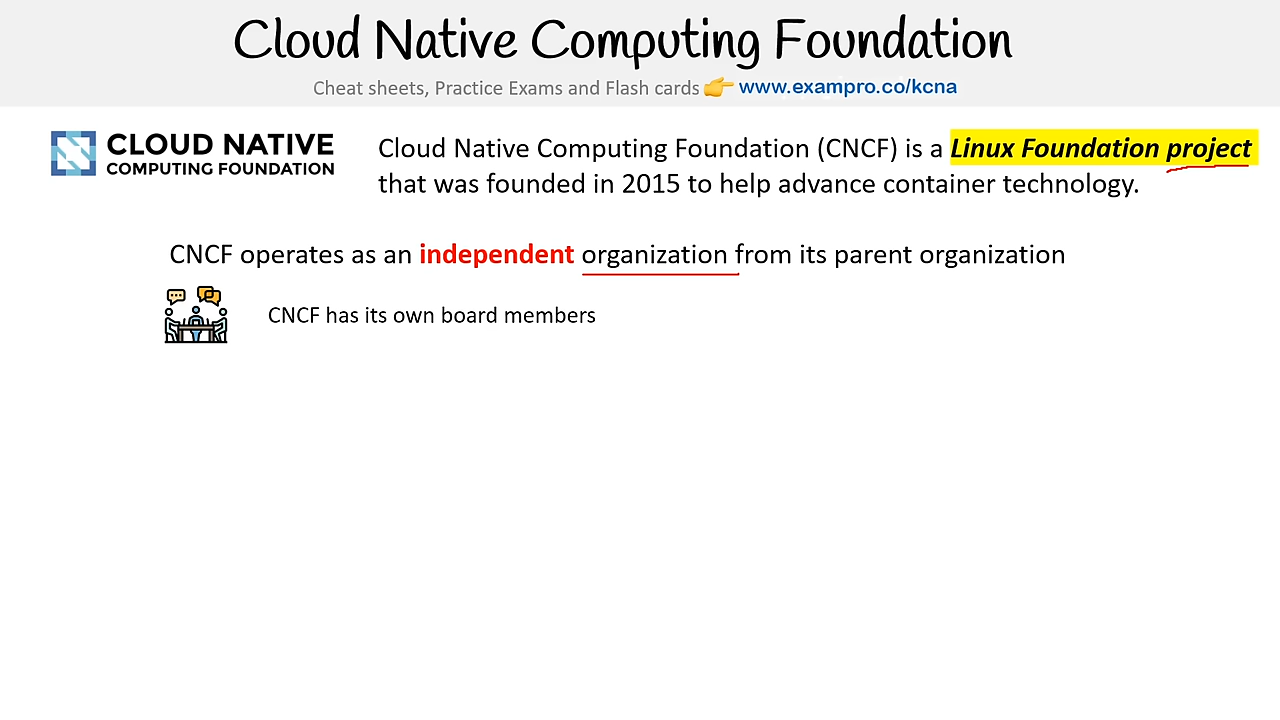 Cloud Native Computing Foundation
Cheat sheets, Practice Exams and Flash cards 👉 www.exampro.co/kcna
CLOUD NATIVE
COMPUTING FOUNDATION
Cloud Native Computing Foundation (CNCF) is a Linux Foundation project
that was founded in 2015 to help advance container technology.
CNCF operates as an independent organization from its parent organization
CNCF has its own board members